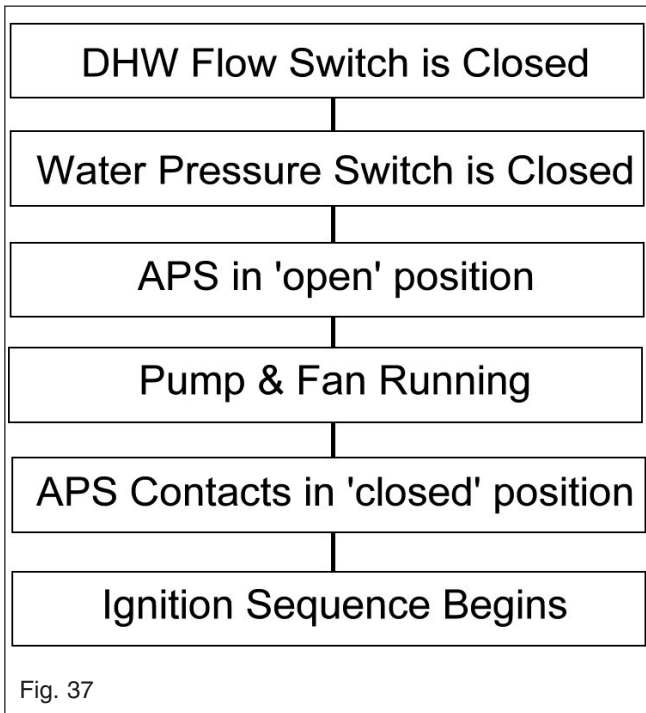 DHW Flow Switch is Closed
Water Pressure Switch is Closed
APS in 'open' position
Pump & Fan Running
APS Contacts in 'closed' position
Ignition Sequence Begins
Fig. 37